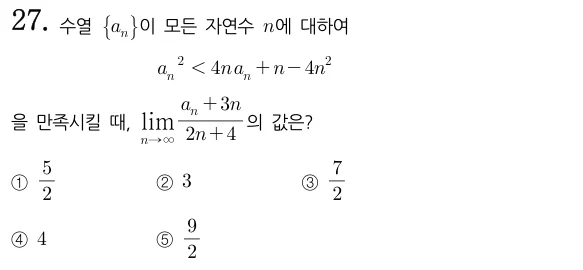 27. 수열 {aₙ}이 모든 자연수 n에 대하여
aₙ² < 4naₙ + n − 4n²
을 만족시킬 때, lim_{n→∞} (aₙ + 3n)/(2n + 4) 의 값은?
① 5/2 ② 3 ③ 7/2
④ 4 ⑤ 9/2